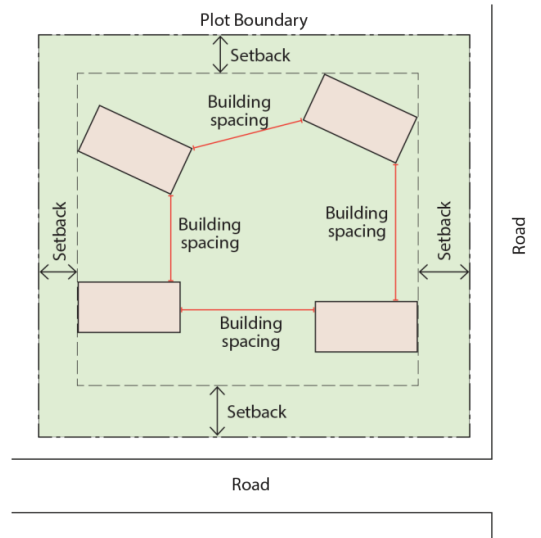 Plot Boundary
Setback
Building
spacing
Building
spacing
Building
spacing
Setback
Setback
Road
Building
spacing
Setback
Road